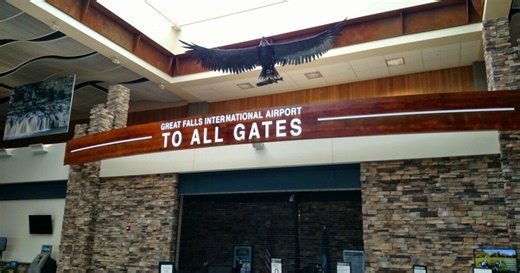 GREAT FALLS INTERNATIONAL AIRPORT
TO ALL GATES